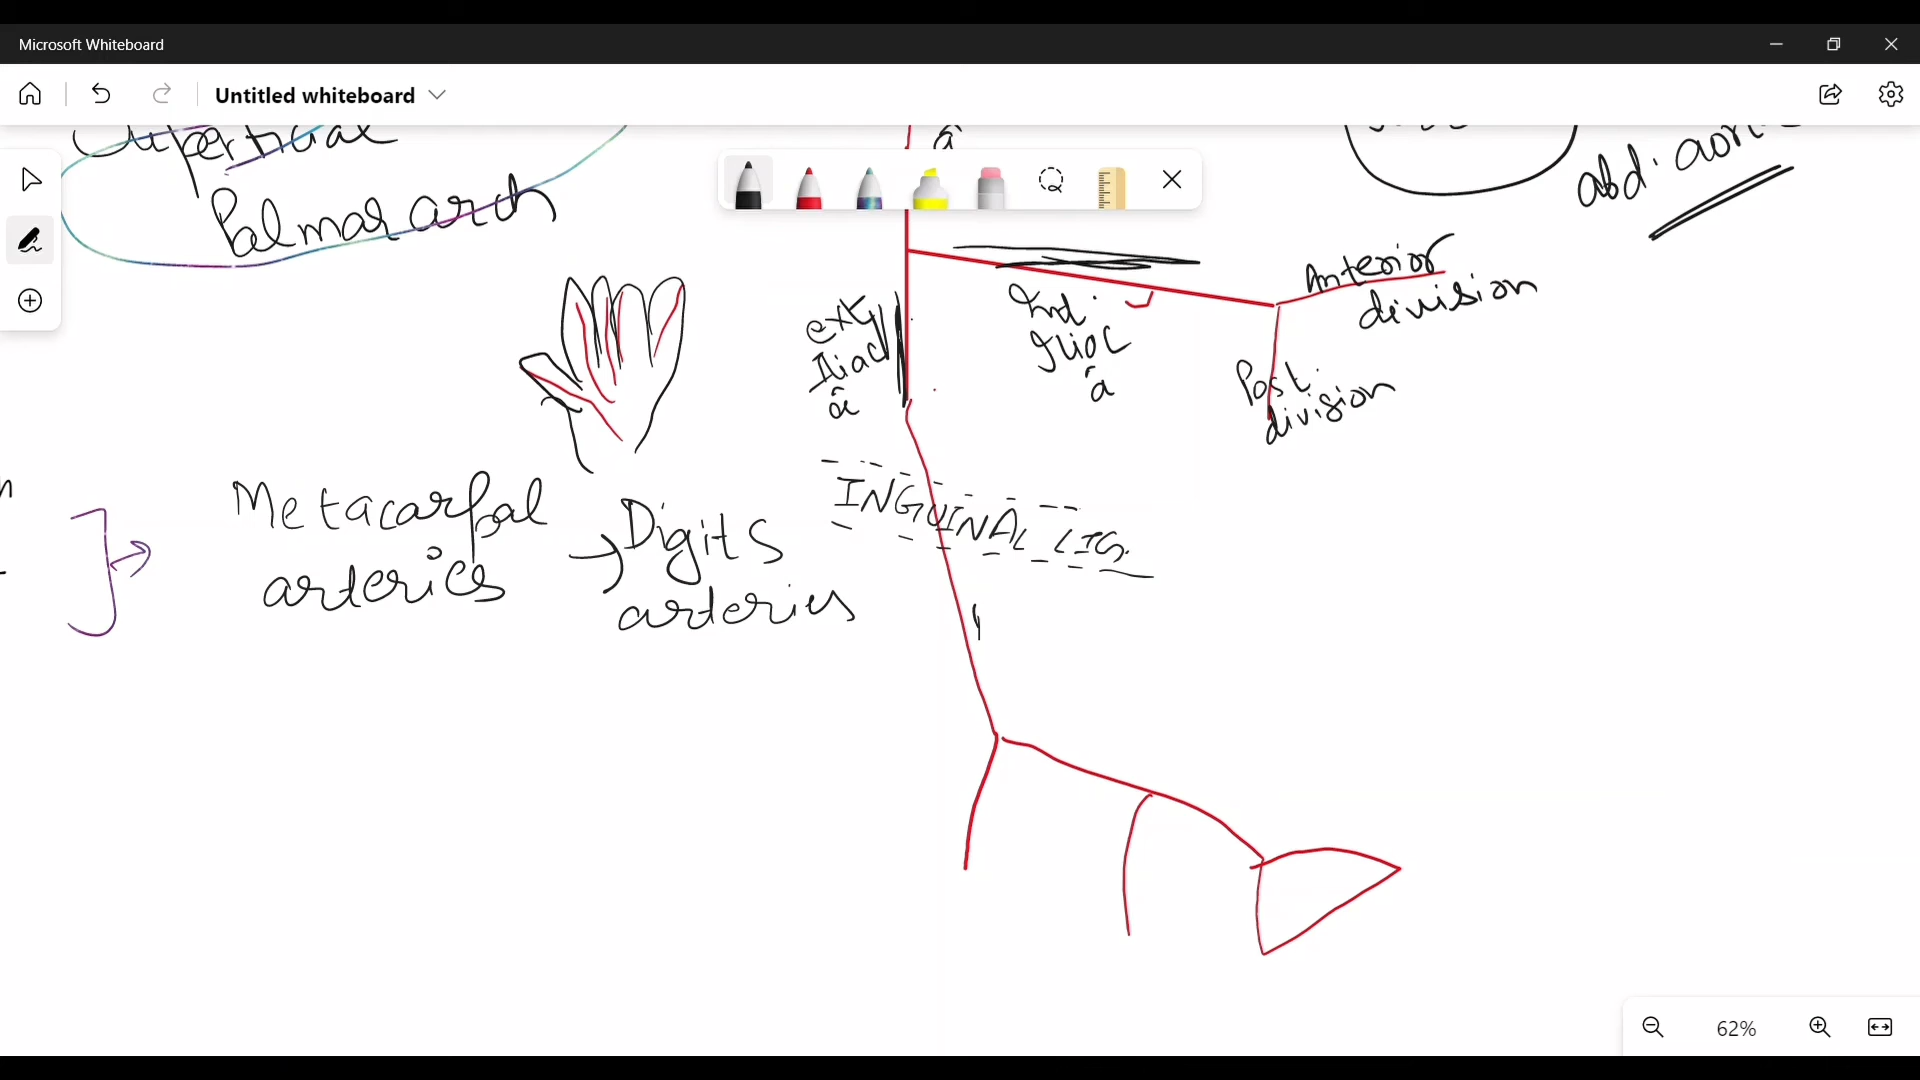 Microsoft Whiteboard
Untitled whiteboard
Superficial
Palmar arch
a
abd. aorta
Anterior
division
ext
Iliac
a
Int.
Iliac
a
Post.
division
INGUINAL LIG.
Metacarpal
arteries
Digits
arteries
62%